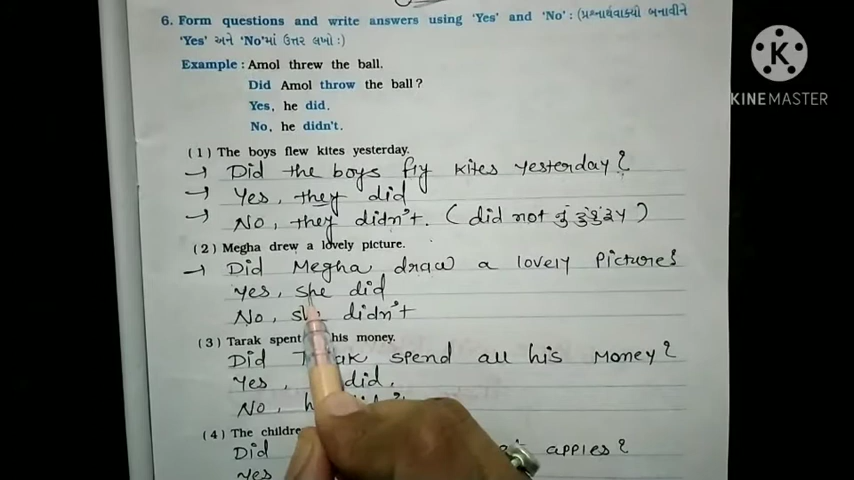 6. Form questions and write answers using 'Yes' and 'No' : (પ્રશ્નાર્થવાક્યો બનાવીને
'Yes' અને 'No'માં ઉત્તર લખો :)
Example : Amol threw the ball.
Did Amol throw the ball?
Yes, he did.
No, he didn't.
(1) The boys flew kites yesterday.
→ Did the boys fly kites yesterday?
→ Yes, they did
→ No, they didn't. (did not નું ટુંકુંરૂપ)
(2) Megha drew a lovely picture.
→ Did Megha draw a lovely Picture?
Yes, she did
No, she didn't
(3) Tarak spent his money.
Did Tarak spend all his money?
Yes, did.
No,
(4) The
Did apples?
Yes
K
KINEMASTER